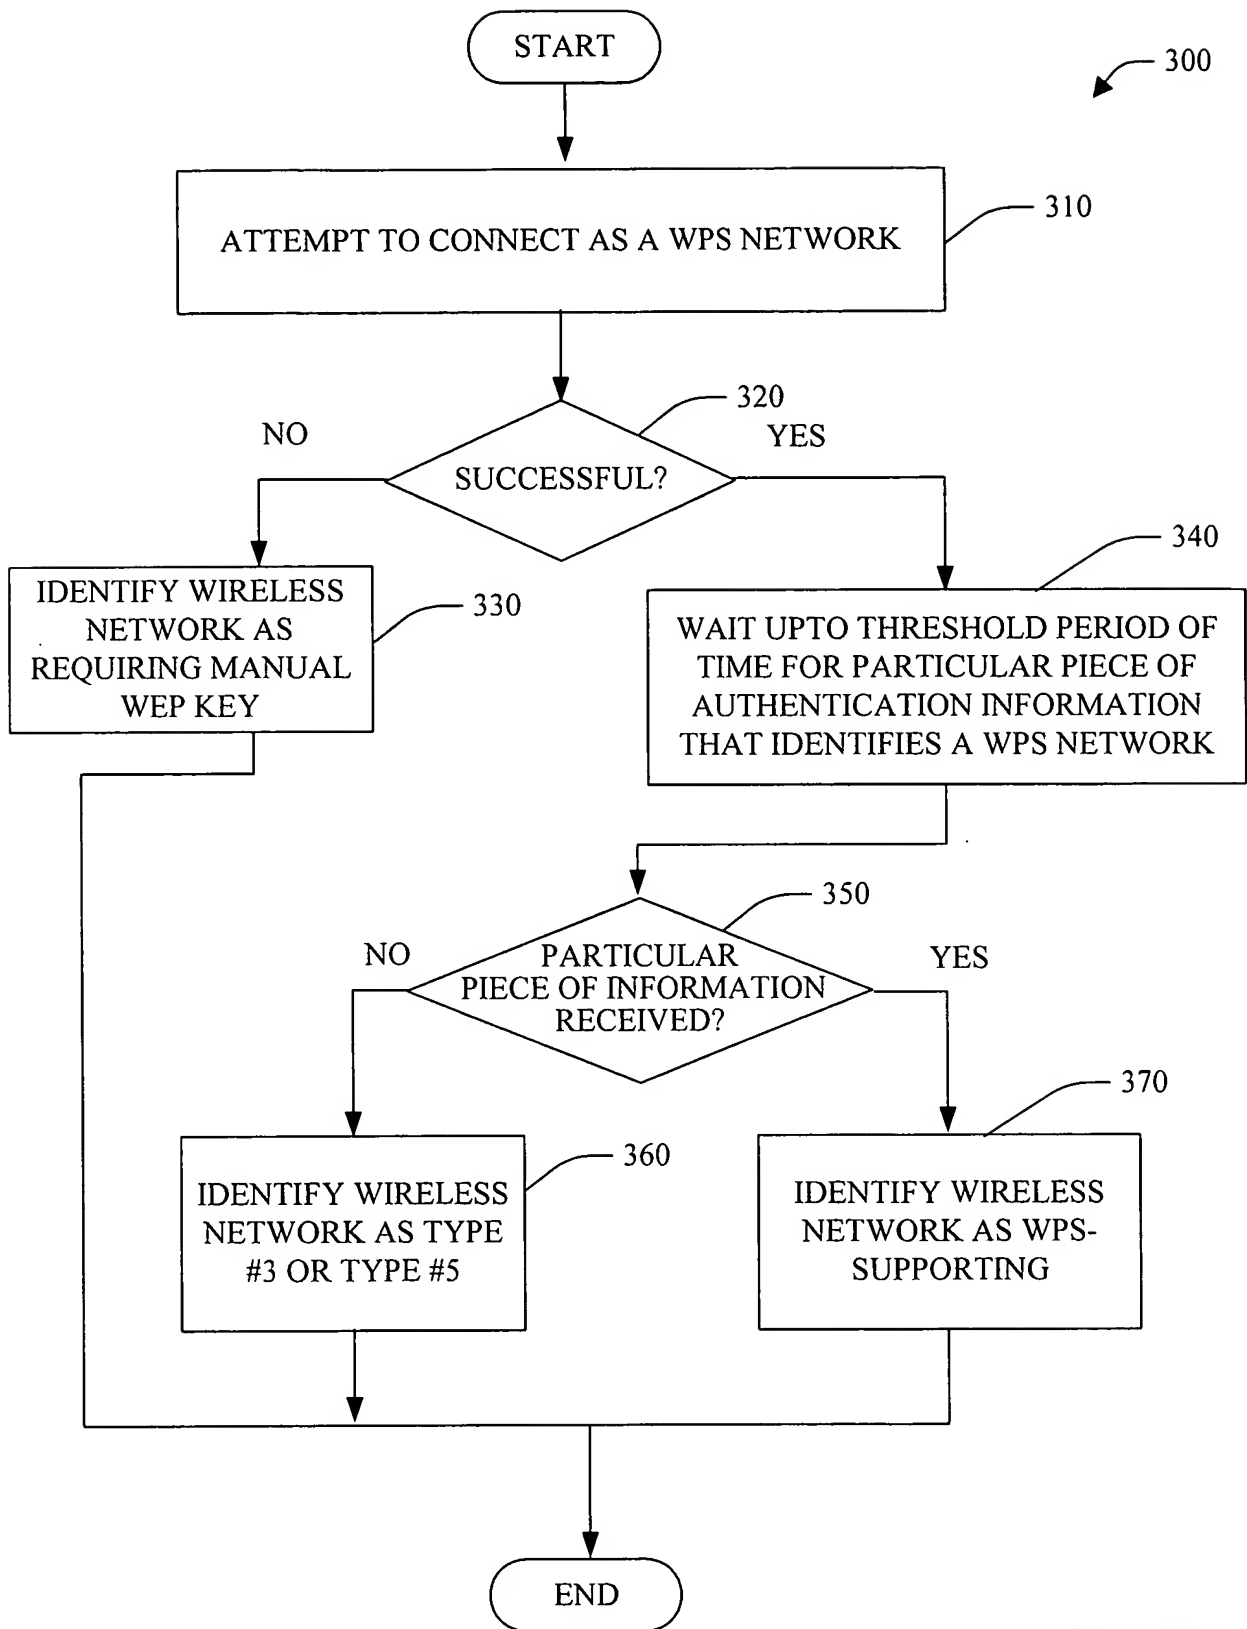 START
300
ATTEMPT TO CONNECT AS A WPS NETWORK
310
320
NO
YES
SUCCESSFUL?
IDENTIFY WIRELESS
NETWORK AS
REQUIRING MANUAL
WEP KEY
330
340
WAIT UPTO THRESHOLD PERIOD OF
TIME FOR PARTICULAR PIECE OF
AUTHENTICATION INFORMATION
THAT IDENTIFIES A WPS NETWORK
350
NO
YES
PARTICULAR
PIECE OF INFORMATION
RECEIVED?
360
370
IDENTIFY WIRELESS
NETWORK AS TYPE
#3 OR TYPE #5
IDENTIFY WIRELESS
NETWORK AS WPS-
SUPPORTING
END